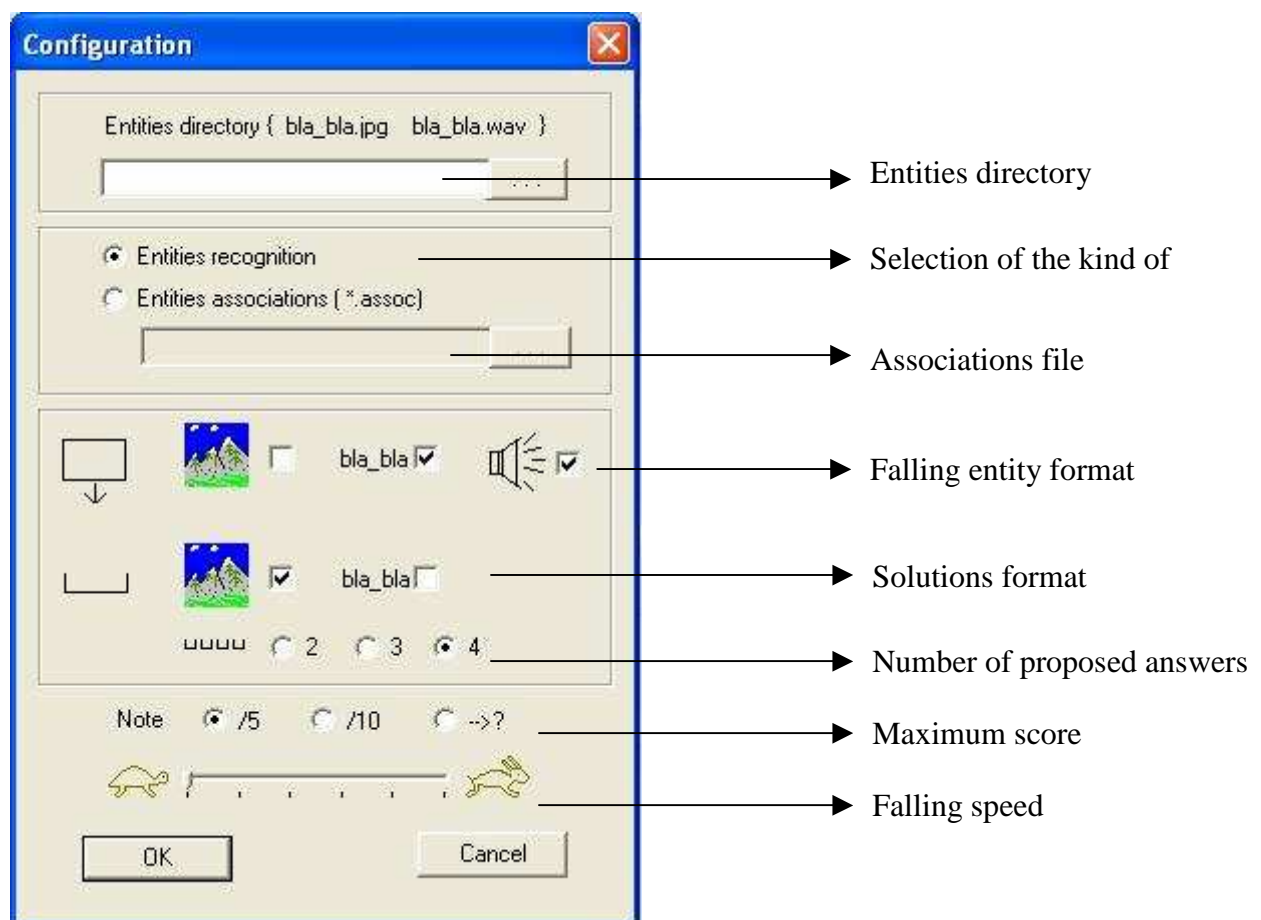 Configuration
Entities directory { bla_bla.jpg bla_bla.wav }
... Entities directory
Entities recognition Selection of the kind of
Entities associations ( *.assoc)
... Associations file
bla_bla Falling entity format
bla_bla Solutions format
2 3 4 Number of proposed answers
Note /5 /10 -->? Maximum score
Falling speed
OK Cancel